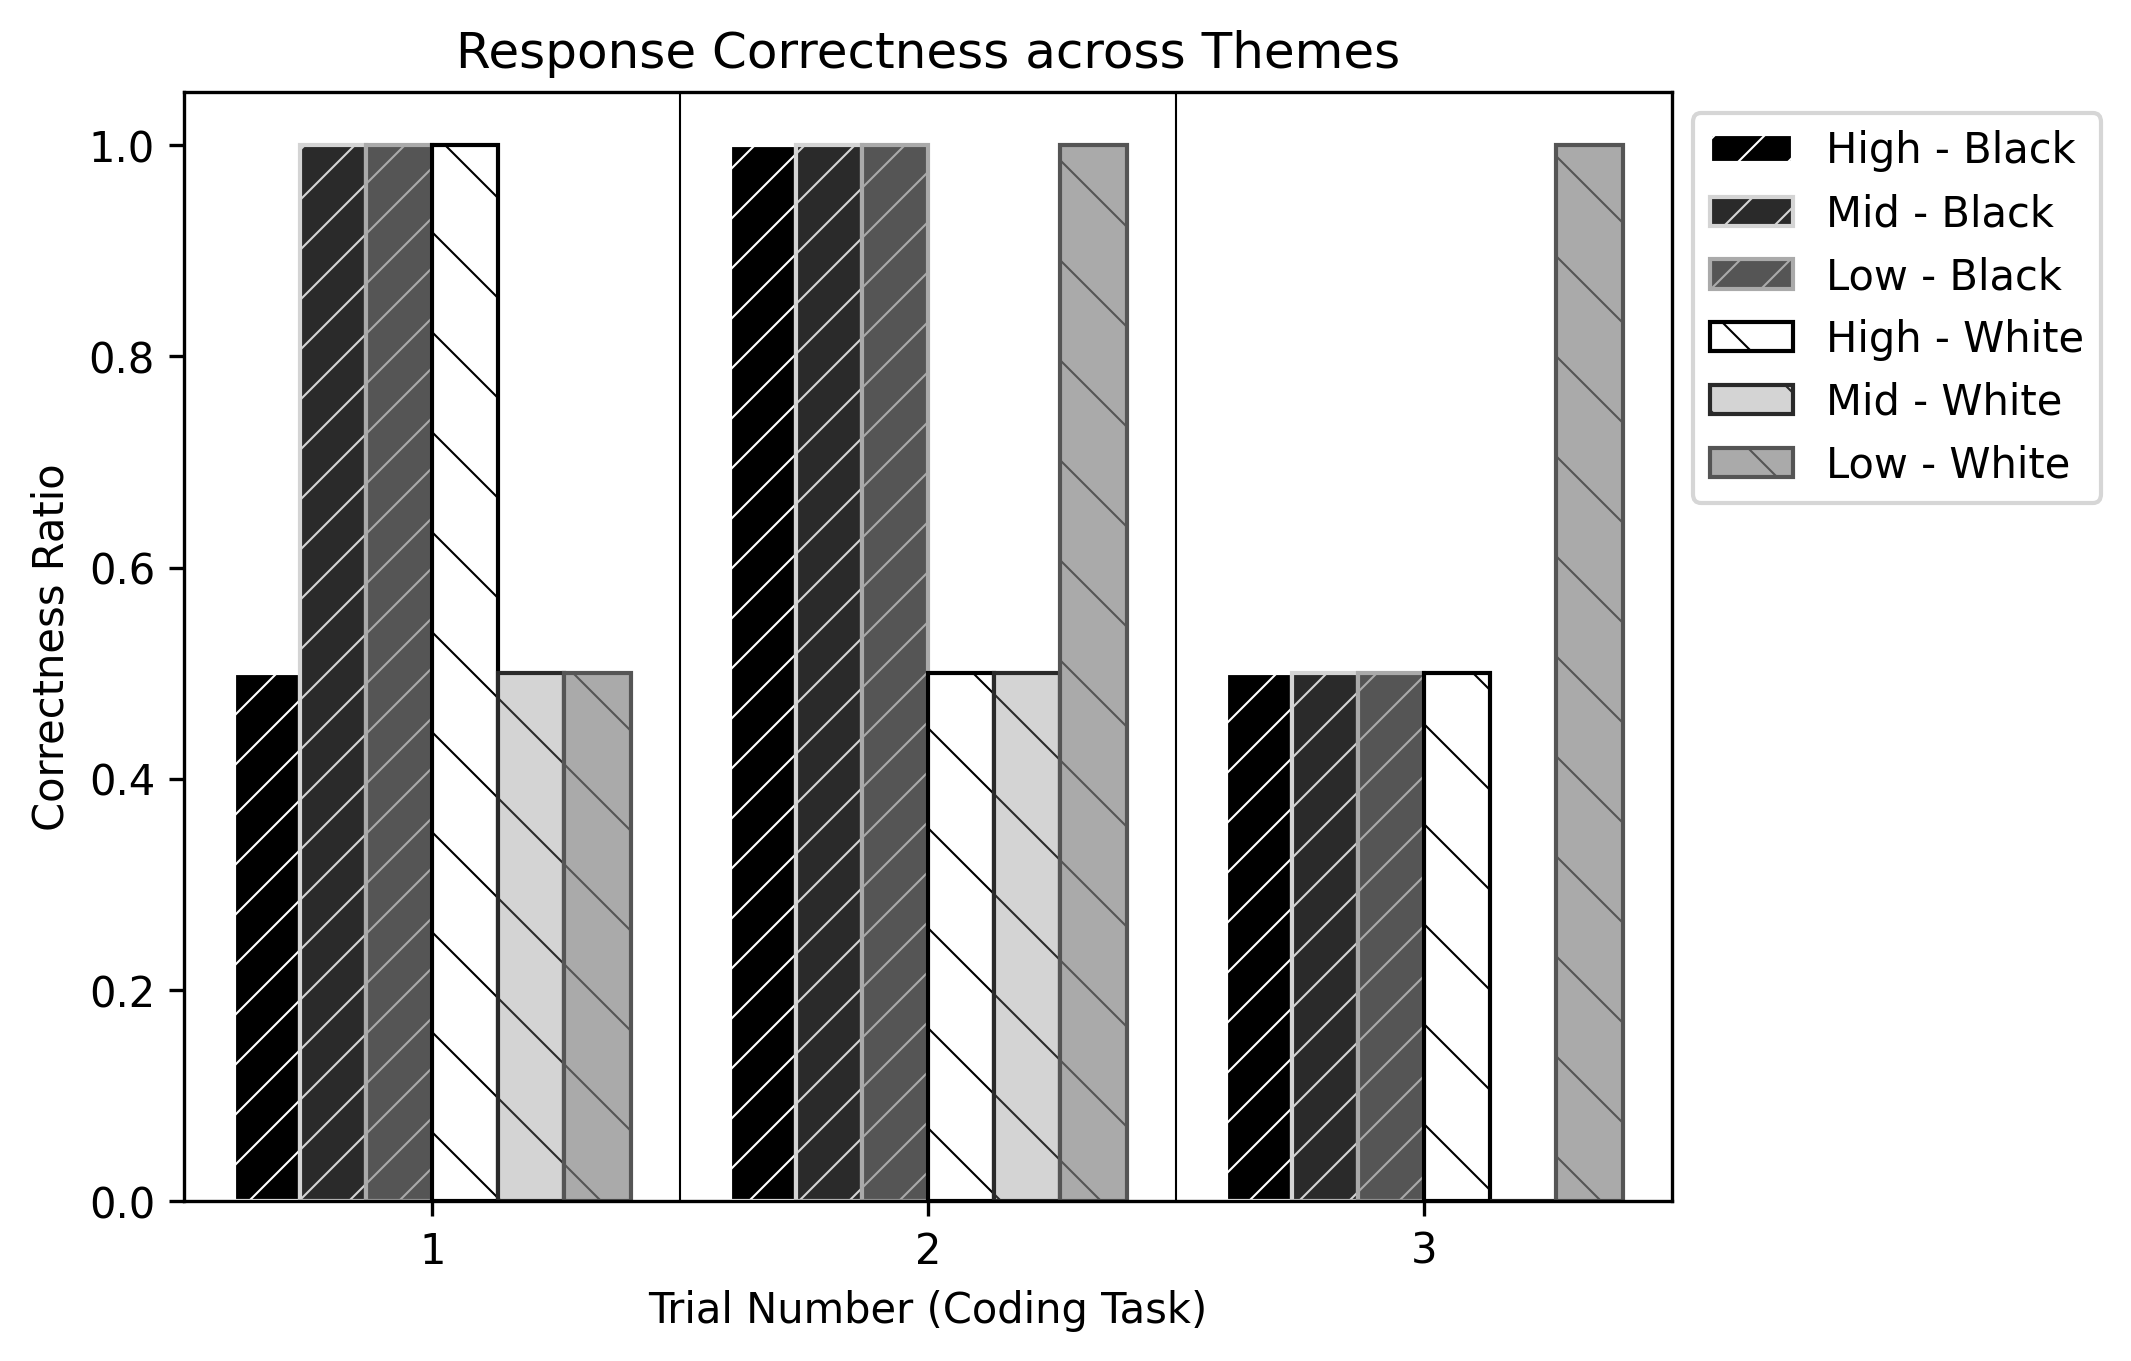 Response Correctness across Themes
1.0
0.8
0.6
0.4
0.2
0.0
Correctness Ratio
1 2 3
Trial Number (Coding Task)
High - Black
Mid - Black
Low - Black
High - White
Mid - White
Low - White